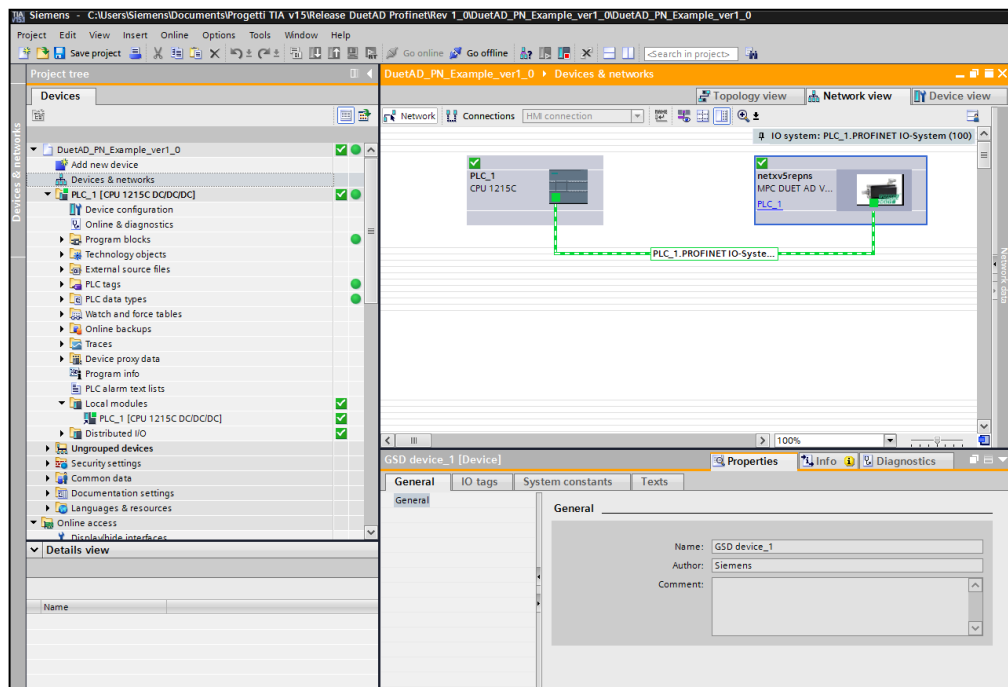 Siemens - C:\Users\Siemens\Documents\Progetti TIA v15\Release DuetAD Profinet\Rev 1_0\DuetAD_PN_Example_ver1_0\DuetAD_PN_Example_ver1_0
Project Edit View Insert Online Options Tools Window Help
Save project Go online Go offline <Search in project>
Project tree
Devices
Devices & networks
DuetAD_PN_Example_ver1_0
Add new device
Devices & networks
PLC_1 [CPU 1215C DC/DC/DC]
Device configuration
Online & diagnostics
Program blocks
Technology objects
External source files
PLC tags
PLC data types
Watch and force tables
Online backups
Traces
Device proxy data
Program info
PLC alarm text lists
Local modules
PLC_1 [CPU 1215C DC/DC/DC]
Distributed I/O
Ungrouped devices
Security settings
Common data
Documentation settings
Languages & resources
Online access
Display/hide interfaces
Details view
Name
DuetAD_PN_Example_ver1_0 Devices & networks
Topology view Network view Device view
Network Connections HMI connection
IO system: PLC_1.PROFINET IO-System (100)
PLC_1
CPU 1215C
netxv5repns
MPC DUET AD V...
PLC_1
PLC_1.PROFINET IO-Syste...
Network data
100%
GSD device_1 [Device]
Properties Info Diagnostics
General IO tags System constants Texts
General
General
Name: GSD device_1
Author: Siemens
Comment: